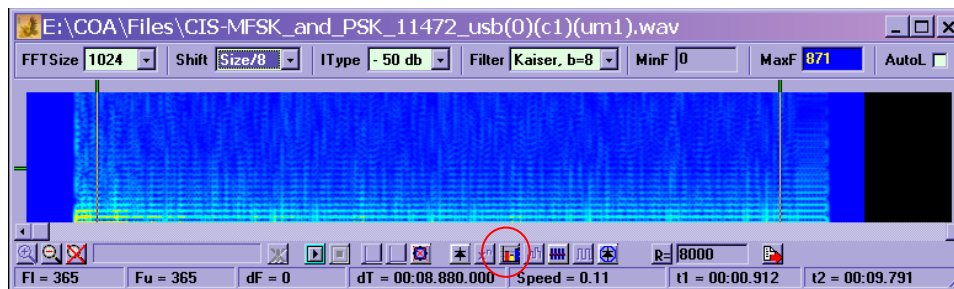 E:\COA\Files\CIS-MFSK_and_PSK_11472_usb(0)(c1)(um1).wav
FFTSize 1024 Shift Size/8 IType - 50 db Filter Kaiser, b=8 MinF 0 MaxF 871 AutoL
R= 8000
Fl = 365 Fu = 365 dF = 0 dT = 00:08.880.000 Speed = 0.11 t1 = 00:00.912 t2 = 00:09.791